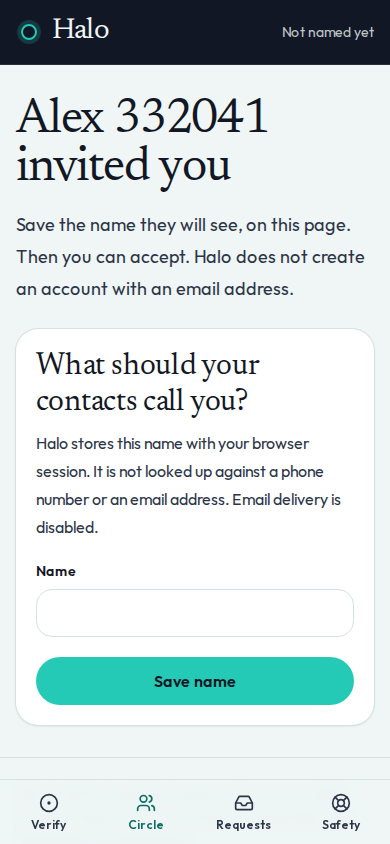 Halo
Not named yet
Alex 332041
invited you
Save the name they will see, on this page.
Then you can accept. Halo does not create
an account with an email address.
What should your
contacts call you?
Halo stores this name with your browser
session. It is not looked up against a phone
number or an email address. Email delivery is
disabled.
Name
Save name
Verify
Circle
Requests
Safety